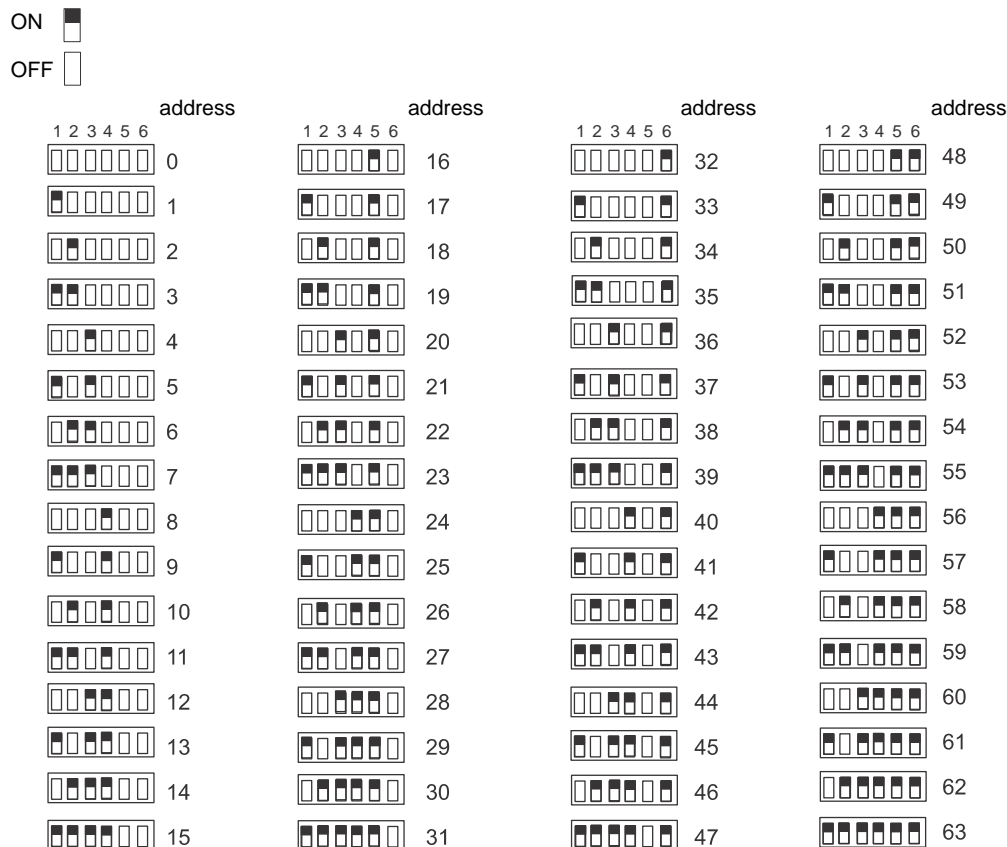 ON
OFF
address address address address
1 2 3 4 5 6 1 2 3 4 5 6 1 2 3 4 5 6 1 2 3 4 5 6
0 16 32 48
1 17 33 49
2 18 34 50
3 19 35 51
4 20 36 52
5 21 37 53
6 22 38 54
7 23 39 55
8 24 40 56
9 25 41 57
10 26 42 58
11 27 43 59
12 28 44 60
13 29 45 61
14 30 46 62
15 31 47 63